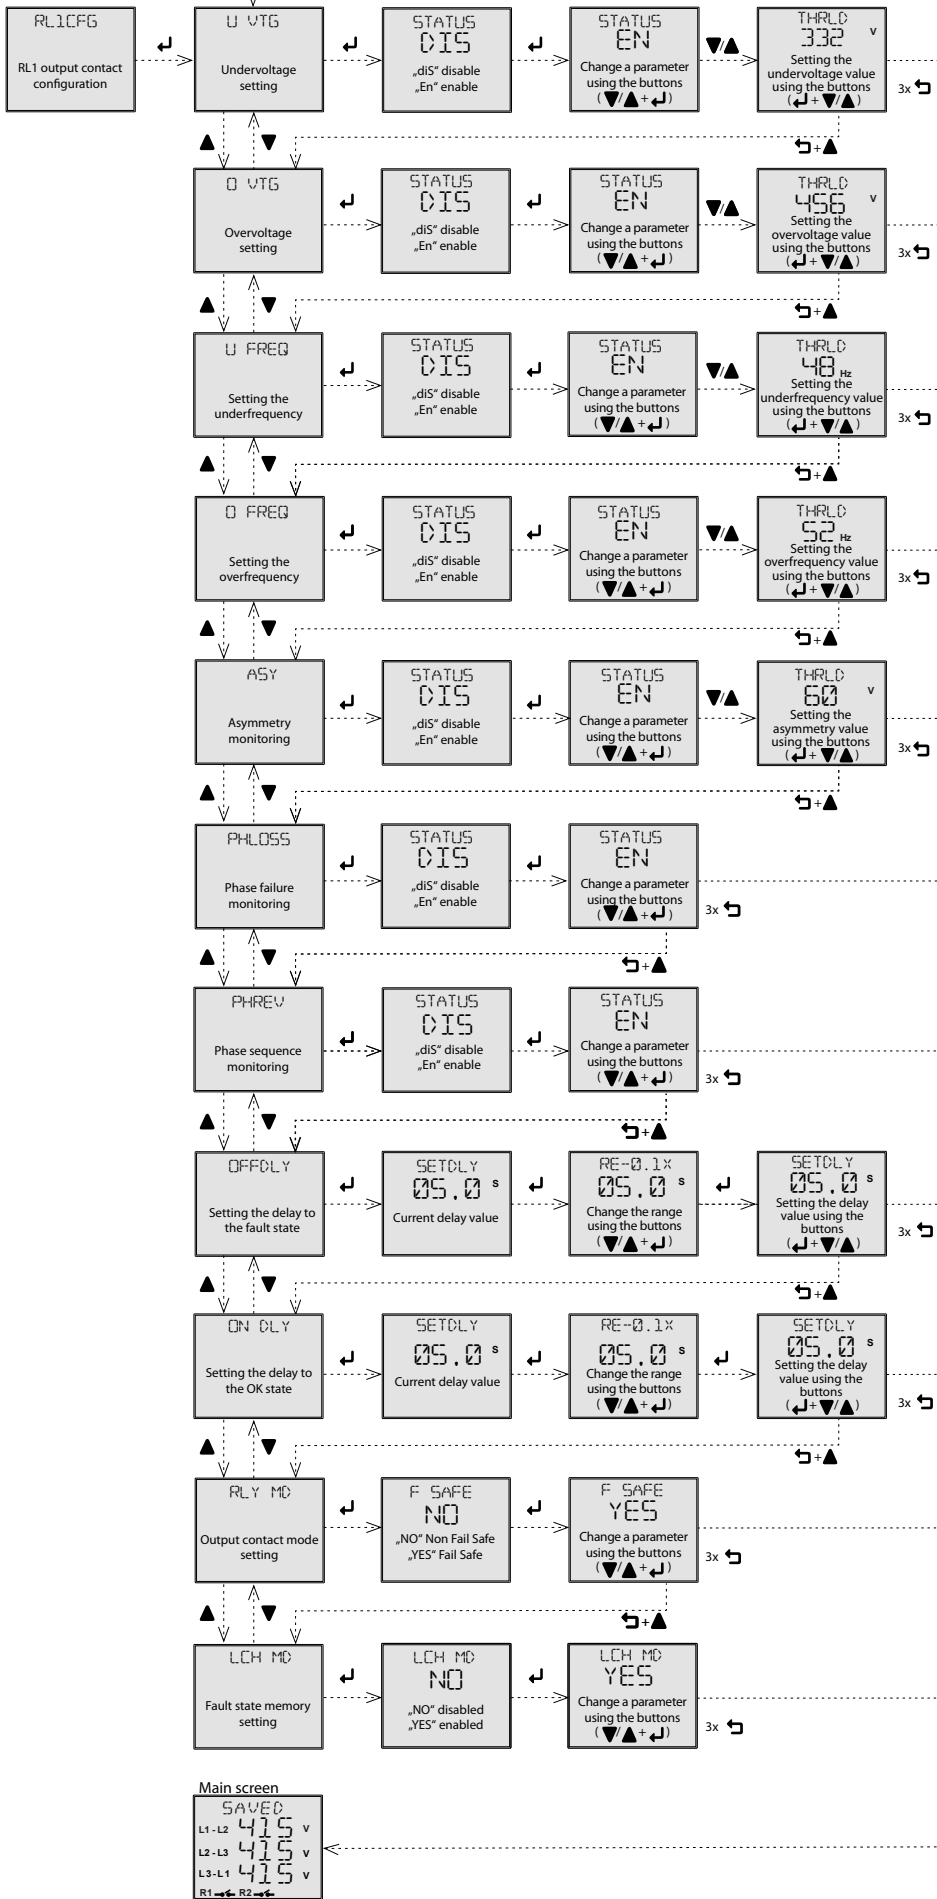 RL1CFG
RL1 output contact
configuration
U VTG
Undervoltage
setting
STATUS
DIS
„diS“ disable
„En“ enable
STATUS
EN
Change a parameter
using the buttons
(▼/▲ + ↵)
▼/▲
THRLD
332 V
Setting the
undervoltage value
using the buttons
(↵ + ▼/▲)
3x
+▲
O VTG
Overvoltage
setting
STATUS
DIS
„diS“ disable
„En“ enable
STATUS
EN
Change a parameter
using the buttons
(▼/▲ + ↵)
▼/▲
THRLD
456 V
Setting the
overvoltage value
using the buttons
(↵ + ▼/▲)
3x
+▲
U FREQ
Setting the
underfrequency
STATUS
DIS
„diS“ disable
„En“ enable
STATUS
EN
Change a parameter
using the buttons
(▼/▲ + ↵)
▼/▲
THRLD
48 Hz
Setting the
underfrequency value
using the buttons
(↵ + ▼/▲)
3x
+▲
O FREQ
Setting the
overfrequency
STATUS
DIS
„diS“ disable
„En“ enable
STATUS
EN
Change a parameter
using the buttons
(▼/▲ + ↵)
▼/▲
THRLD
52 Hz
Setting the
overfrequency value
using the buttons
(↵ + ▼/▲)
3x
+▲
ASY
Asymmetry
monitoring
STATUS
DIS
„diS“ disable
„En“ enable
STATUS
EN
Change a parameter
using the buttons
(▼/▲ + ↵)
▼/▲
THRLD
60 V
Setting the
asymmetry value
using the buttons
(↵ + ▼/▲)
3x
+▲
PHLOSS
Phase failure
monitoring
STATUS
DIS
„diS“ disable
„En“ enable
STATUS
EN
Change a parameter
using the buttons
(▼/▲ + ↵)
3x
+▲
PHREV
Phase sequence
monitoring
STATUS
DIS
„diS“ disable
„En“ enable
STATUS
EN
Change a parameter
using the buttons
(▼/▲ + ↵)
3x
+▲
OFFDLY
Setting the delay to
the fault state
SETDLY
05.0 s
Current delay value
RE-0.1X
05.0 s
Change the range
using the buttons
(▼/▲ + ↵)
SETDLY
05.0 s
Setting the delay
value using the
buttons
(↵ + ▼/▲)
3x
+▲
ON DLY
Setting the delay to
the OK state
SETDLY
05.0 s
Current delay value
RE-0.1X
05.0 s
Change the range
using the buttons
(▼/▲ + ↵)
SETDLY
05.0 s
Setting the delay
value using the
buttons
(↵ + ▼/▲)
3x
+▲
RLY MD
Output contact mode
setting
F SAFE
NO
„NO“ Non Fail Safe
„YES“ Fail Safe
F SAFE
YES
Change a parameter
using the buttons
(▼/▲ + ↵)
3x
+▲
LCH MD
Fault state memory
setting
LCH MD
NO
„NO“ disabled
„YES“ enabled
LCH MD
YES
Change a parameter
using the buttons
(▼/▲ + ↵)
3x
Main screen
SAVED
L1-L2 415 V
L2-L3 415 V
L3-L1 415 V
R1 R2